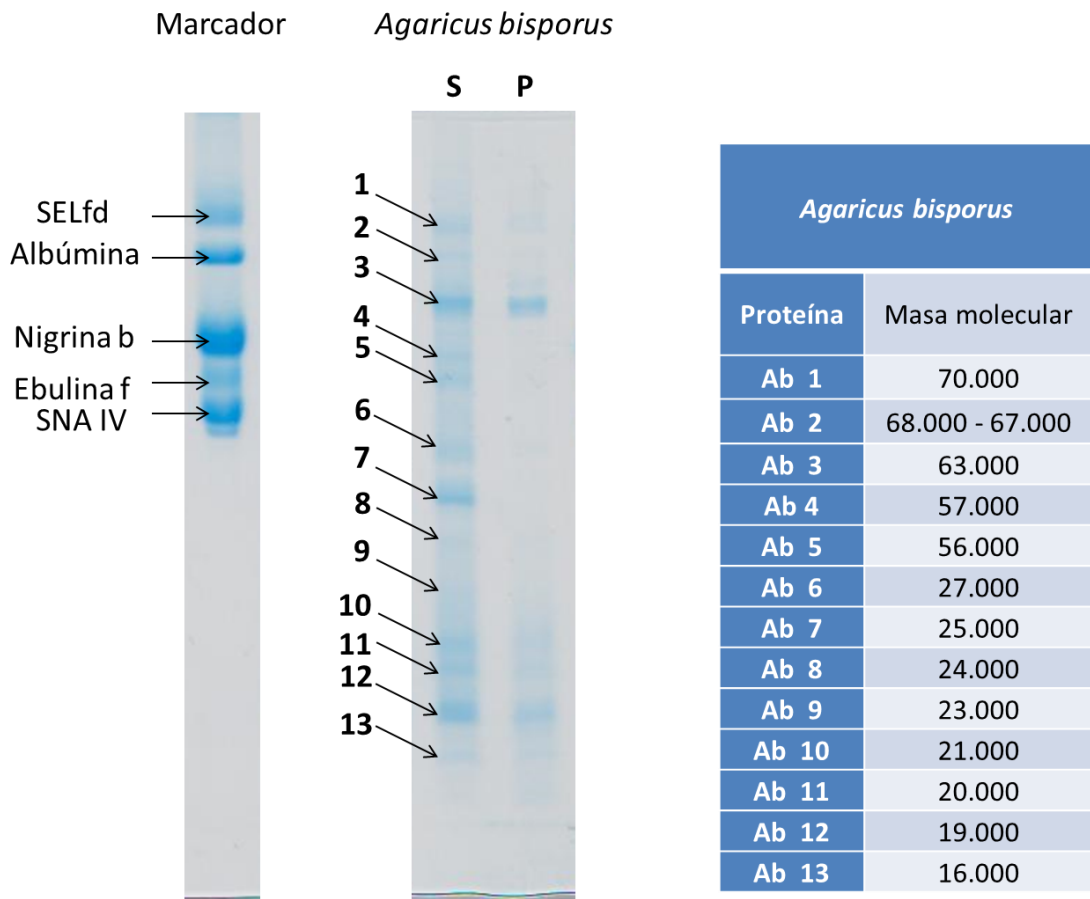 Marcador
Agaricus bisporus
S P
SELfd
Albúmina
Nigrina b
Ebulina f
SNA IV
1
2
3
4
5
6
7
8
9
10
11
12
13
Agaricus bisporus
Proteína Masa molecular
Ab 1 70.000
Ab 2 68.000 - 67.000
Ab 3 63.000
Ab 4 57.000
Ab 5 56.000
Ab 6 27.000
Ab 7 25.000
Ab 8 24.000
Ab 9 23.000
Ab 10 21.000
Ab 11 20.000
Ab 12 19.000
Ab 13 16.000